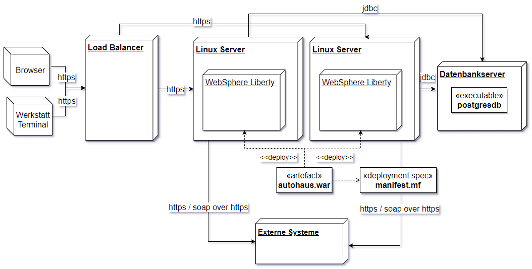 https
jdbc
Load Balancer
Linux Server
Linux Server
Browser
https
https
WebSphere Liberty
WebSphere Liberty
jdbc
Datenbankserver
«executable»
postgreedb
https
Werkstatt
Terminal
<<deploy>>
<<deploy>>
«artefact»
autohaus.war
«deployment spec»
manifest.mf
https / soap over https
https / soap over https
Externe Systeme